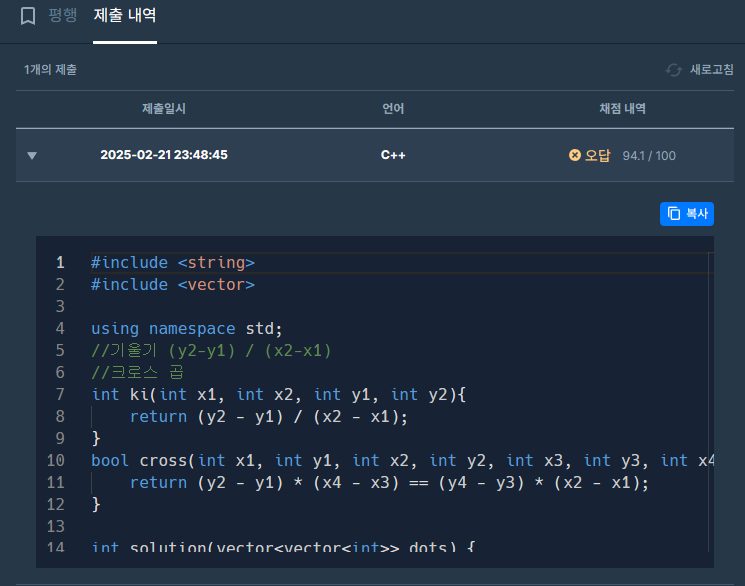 평행 제출 내역
1개의 제출 새로고침
제출일시 언어 채점 내역
▼ 2025-02-21 23:48:45 C++ 오답 94.1 / 100
복사
1 #include <string>
2 #include <vector>
3
4 using namespace std;
5 //기울기 (y2-y1) / (x2-x1)
6 //크로스 곱
7 int ki(int x1, int x2, int y1, int y2){
8 return (y2 - y1) / (x2 - x1);
9 }
10 bool cross(int x1, int y1, int x2, int y2, int x3, int y3, int x4
11 return (y2 - y1) * (x4 - x3) == (y4 - y3) * (x2 - x1);
12 }
13
14 int solution(vector<vector<int>> dots) {